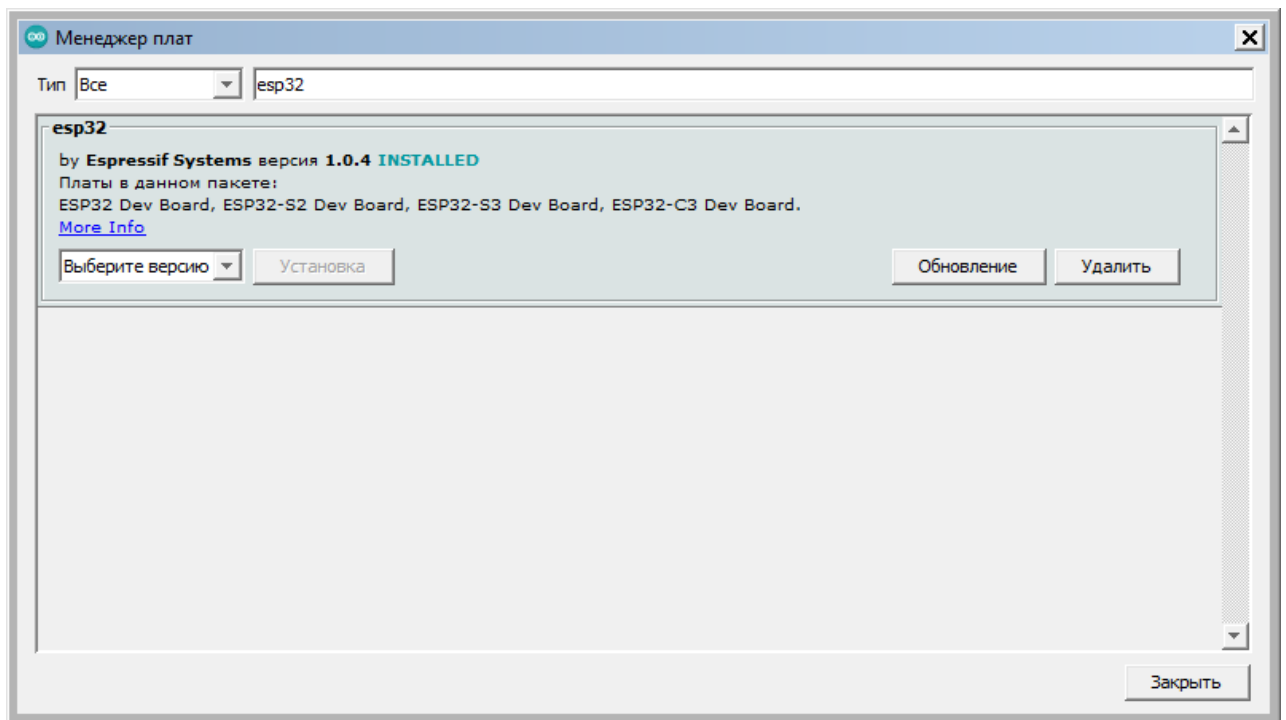 Менеджер плат
Тип Все esp32
esp32
by Espressif Systems версия 1.0.4 INSTALLED
Платы в данном пакете:
ESP32 Dev Board, ESP32-S2 Dev Board, ESP32-S3 Dev Board, ESP32-C3 Dev Board.
More Info
Выберите версию Установка Обновление Удалить
Закрыть